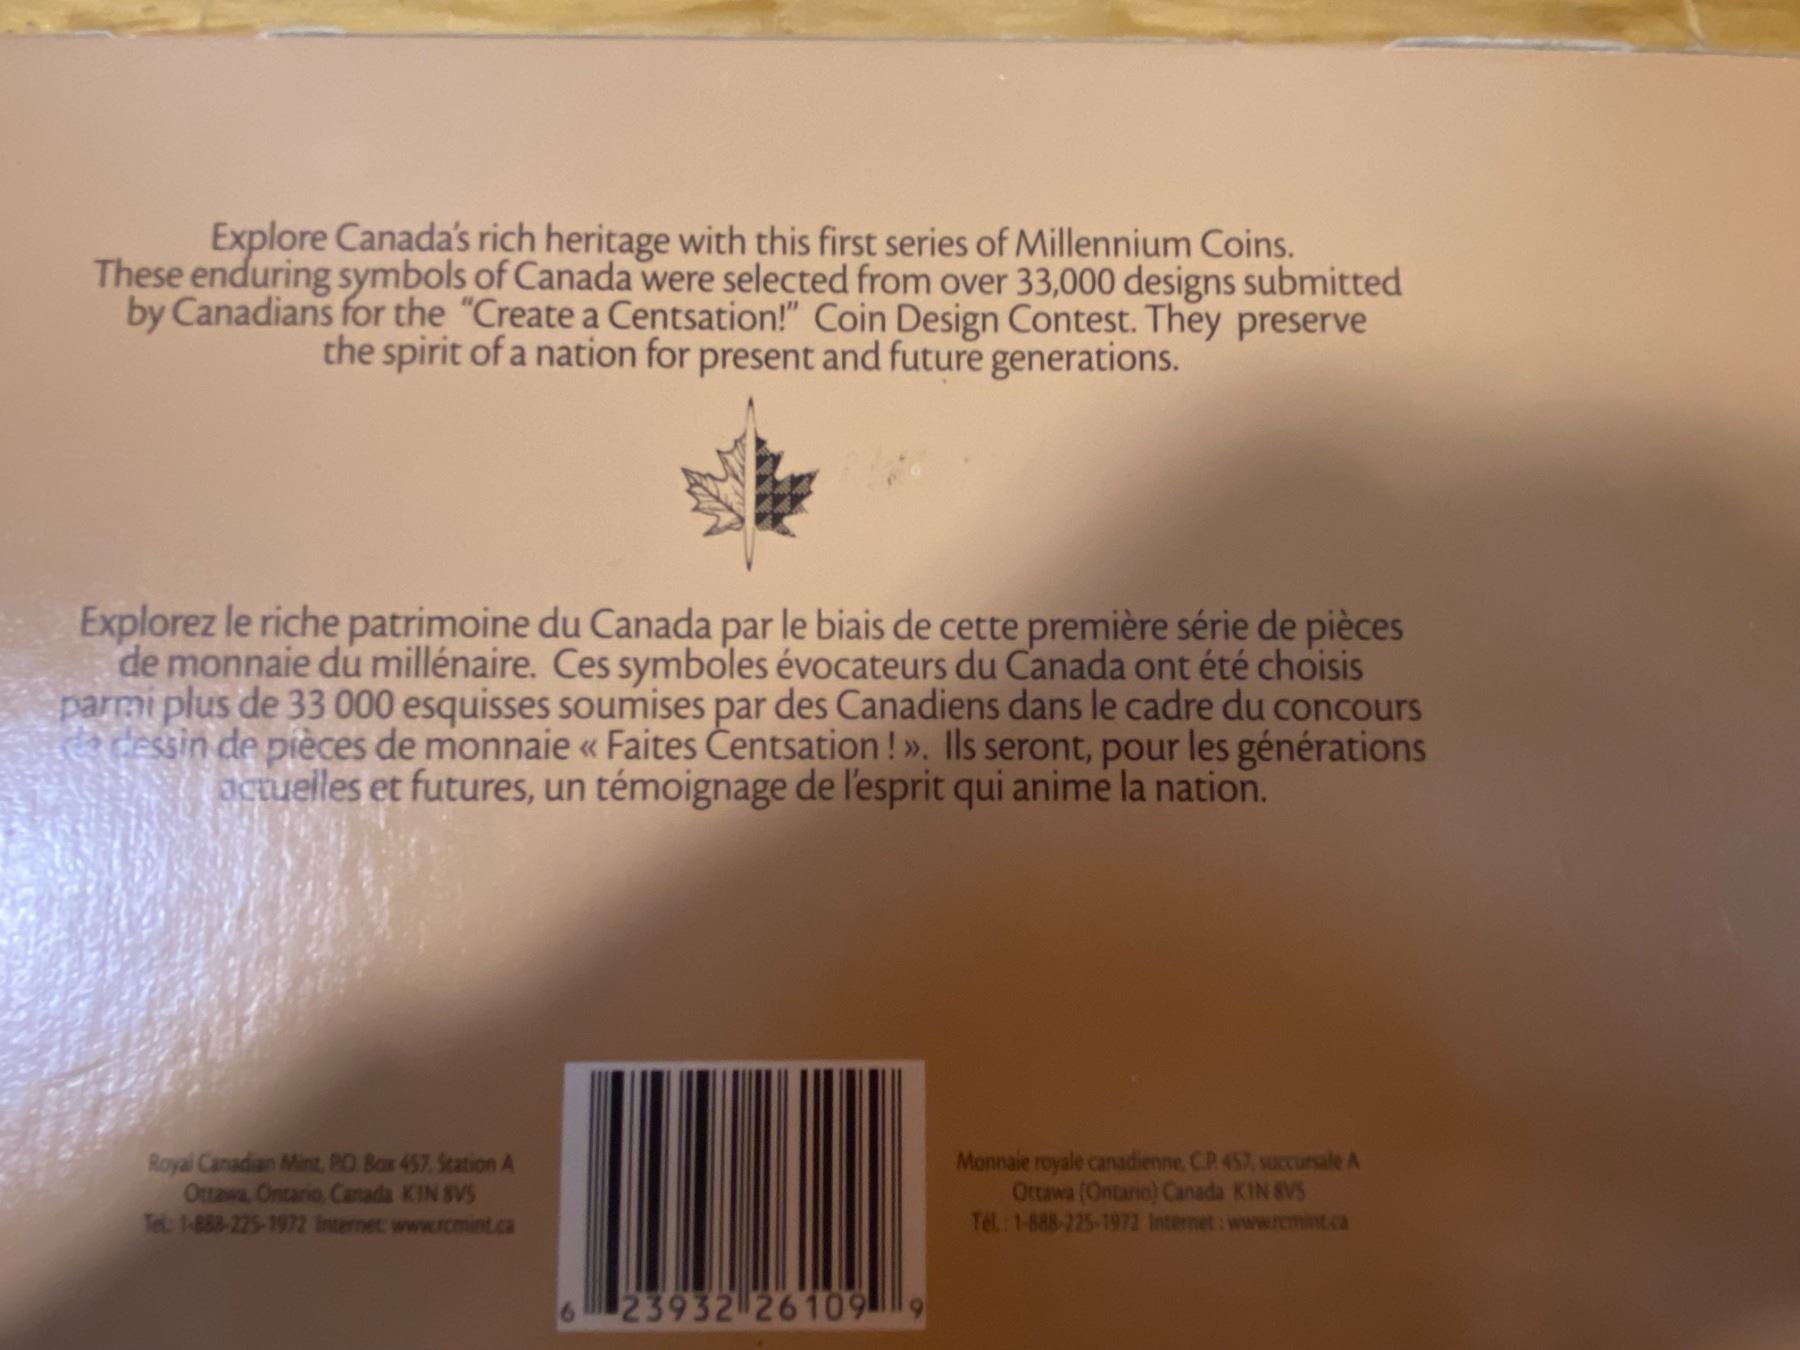 Explore Canada's rich heritage with this first series of Millennium Coins.
These enduring symbols of Canada were selected from over 33,000 designs submitted
by Canadians for the "Create a Centsation!" Coin Design Contest. They preserve
the spirit of a nation for present and future generations.
Explorez le riche patrimoine du Canada par le biais de cette première série de pièces
de monnaie du millénaire. Ces symboles évocateurs du Canada ont été choisis
parmi plus de 33 000 esquisses soumises par des Canadiens dans le cadre du concours
de dessin de pièces de monnaie « Faites Centsation ! ». Ils seront, pour les générations
actuelles et futures, un témoignage de l'esprit qui anime la nation.
Royal Canadian Mint, P.O. Box 457, Station A
Ottawa, Ontario, Canada K1N 8V5
Tel.: 1-888-225-1972 Internet: www.rcmint.ca
6 23932 26109 9
Monnaie royale canadienne, C.P. 457, succursale A
Ottawa (Ontario) Canada K1N 8V5
Tél. : 1-888-225-1972 Internet : www.rcmint.ca